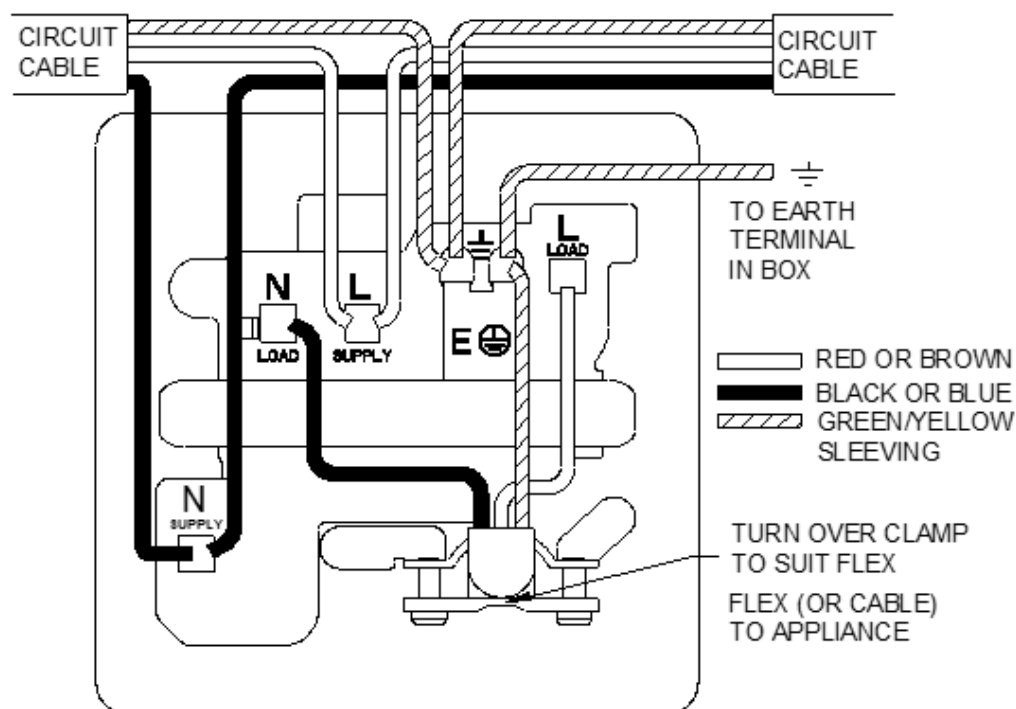 CIRCUIT
CABLE
CIRCUIT
CABLE
TO EARTH
TERMINAL
IN BOX
L
LOAD
N
LOAD
L
SUPPLY
E
RED OR BROWN
BLACK OR BLUE
GREEN/YELLOW
SLEEVING
N
SUPPLY
TURN OVER CLAMP
TO SUIT FLEX
FLEX (OR CABLE)
TO APPLIANCE